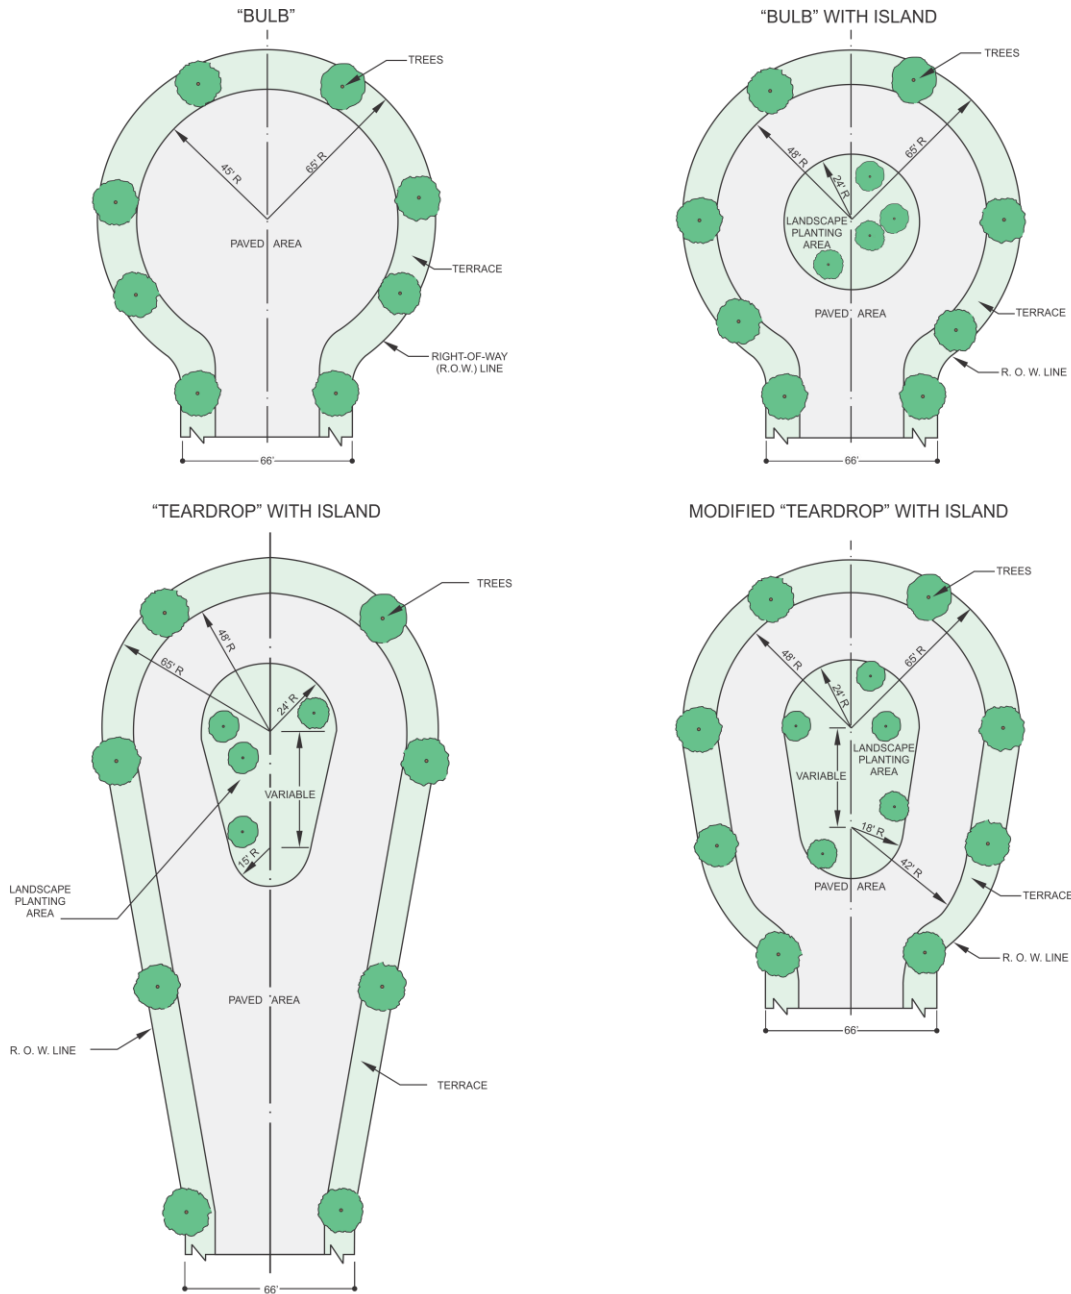 “BULB”
TREES
45' R
65' R
PAVED AREA
TERRACE
RIGHT-OF-WAY
(R.O.W.) LINE
66'
“BULB” WITH ISLAND
TREES
48' R
65' R
24' R
LANDSCAPE
PLANTING
AREA
PAVED AREA
TERRACE
R. O. W. LINE
66'
“TEARDROP” WITH ISLAND
TREES
48' R
65' R
24' R
VARIABLE
15' R
LANDSCAPE
PLANTING
AREA
PAVED AREA
R. O. W. LINE
TERRACE
66'
MODIFIED “TEARDROP” WITH ISLAND
TREES
48' R
65' R
24' R
LANDSCAPE
PLANTING
AREA
VARIABLE
18' R
42' R
PAVED AREA
TERRACE
R. O. W. LINE
66'